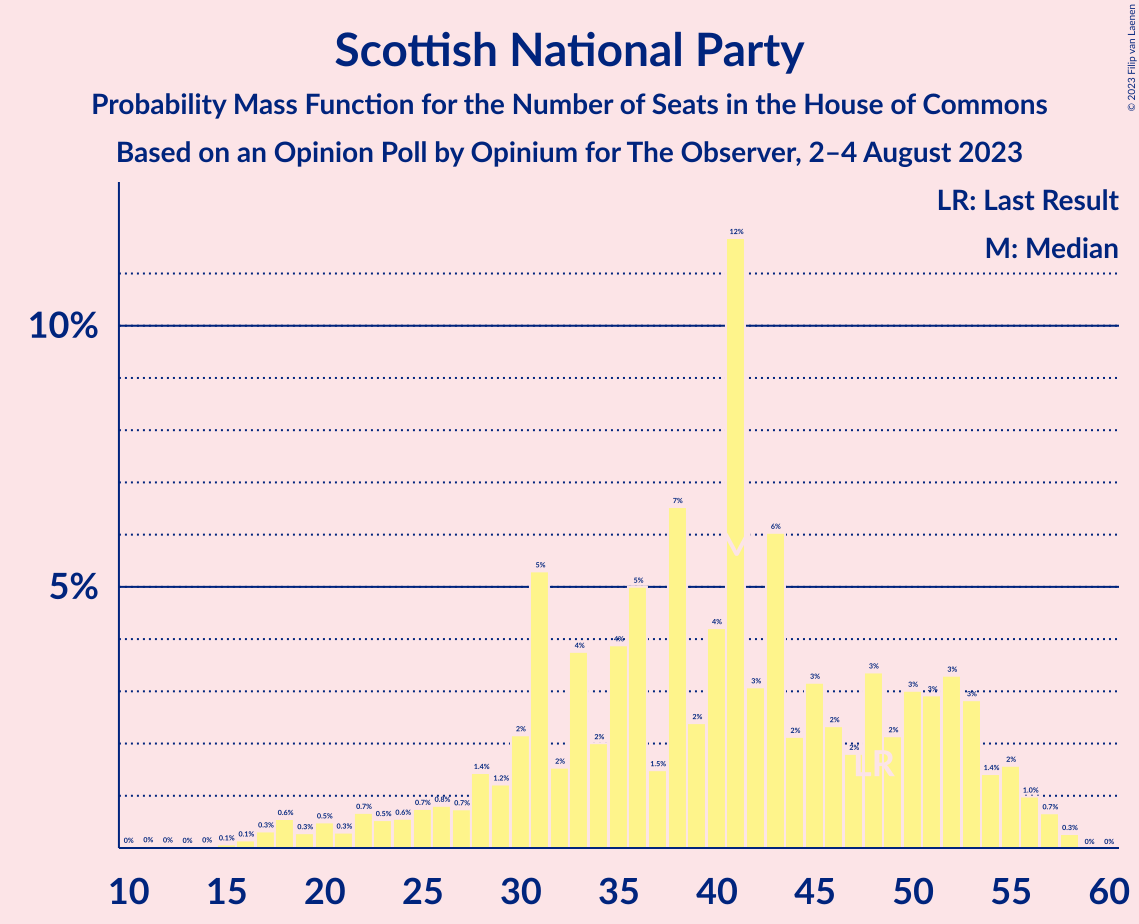 Scottish National Party
Probability Mass Function for the Number of Seats in the House of Commons
Based on an Opinion Poll by Opinium for The Observer, 2–4 August 2023
© 2023 Filip van Laenen
LR: Last Result
M: Median
10%
5%
0% 0% 0% 0% 0% 0.1% 0.1% 0.3% 0.6% 0.3% 0.5% 0.3% 0.7% 0.5% 0.6% 0.7% 0.8% 0.7% 1.4% 1.2% 2% 5% 2% 4% 2% 4% 5% 1.5% 7% 2% 4% 12% 3% 6% 2% 3% 2% 2% 3% 2% 3% 3% 3% 3% 1.4% 2% 1.0% 0.7% 0.3% 0% 0%
M
LR
10 15 20 25 30 35 40 45 50 55 60